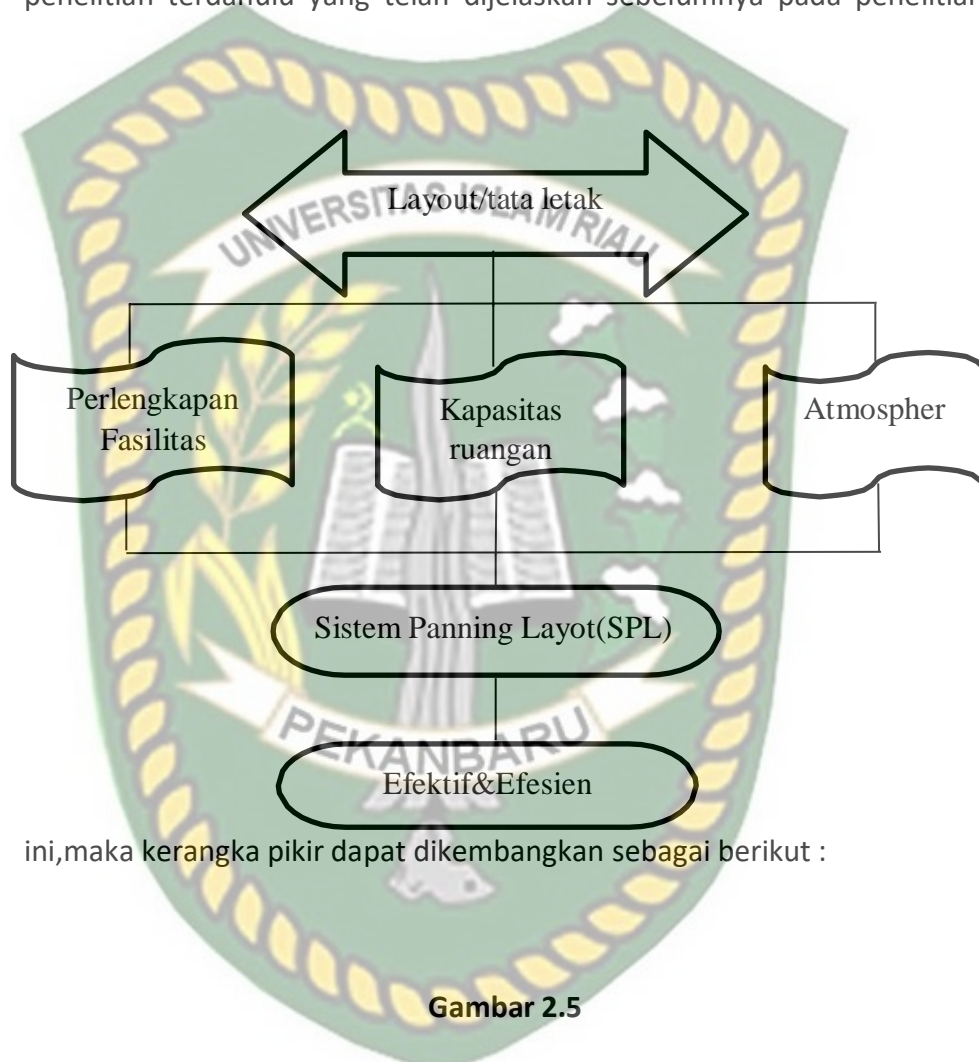 penelitian terdahulu yang telah dijelaskan sebelumnya pada penelitian
UNIVERSITAS ISLAM RIAU
Layout/tata letak
Perlengkapan
Fasilitas
Kapasitas
ruangan
Atmospher
Sistem Panning Layot(SPL)
PEKANBARU
Efektif&Efesien
ini,maka kerangka pikir dapat dikembangkan sebagai berikut :
Gambar 2.5